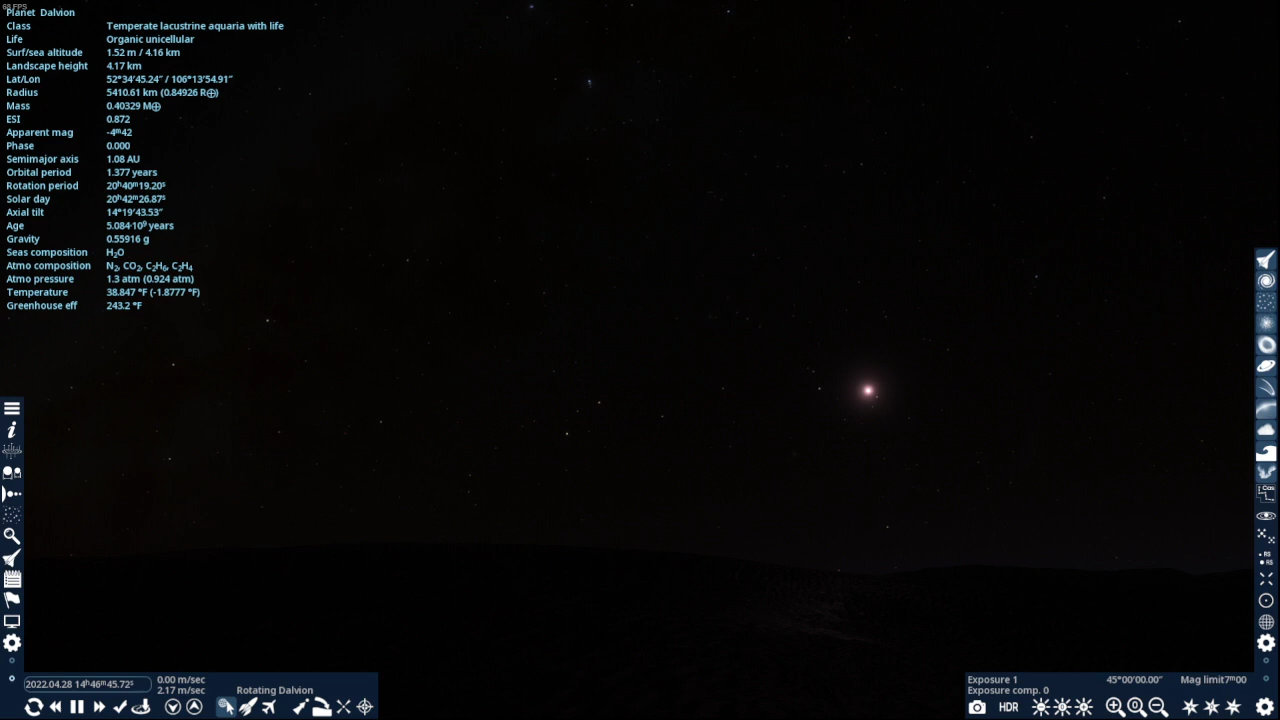 68 FPS
Planet Dalvion
Class Temperate lacustrine aquaria with life
Life Organic unicellular
Surf/sea altitude 1.52 m / 4.16 km
Landscape height 4.17 km
Lat/Lon 52°34′45.24″ / 106°13′54.91″
Radius 5410.61 km (0.84926 R⊕)
Mass 0.40329 M⊕
ESI 0.872
Apparent mag -4ᵐ42
Phase 0.000
Semimajor axis 1.08 AU
Orbital period 1.377 years
Rotation period 20ʰ40ᵐ19.20ˢ
Solar day 20ʰ42ᵐ26.87ˢ
Axial tilt 14°19′43.53″
Age 5.084·10⁹ years
Gravity 0.55916 g
Seas composition H₂O
Atmo composition N₂, CO₂, C₂H₆, C₂H₄
Atmo pressure 1.3 atm (0.924 atm)
Temperature 38.847 °F (-1.8777 °F)
Greenhouse eff 243.2 °F
Cas
RS
RS
2022.04.28 14ʰ46ᵐ45.72ˢ
0.00 m/sec
2.17 m/sec
Rotating Dalvion
Exposure 1 45°00′00.00″ Mag limit 7ᵐ00
Exposure comp. 0
HDR